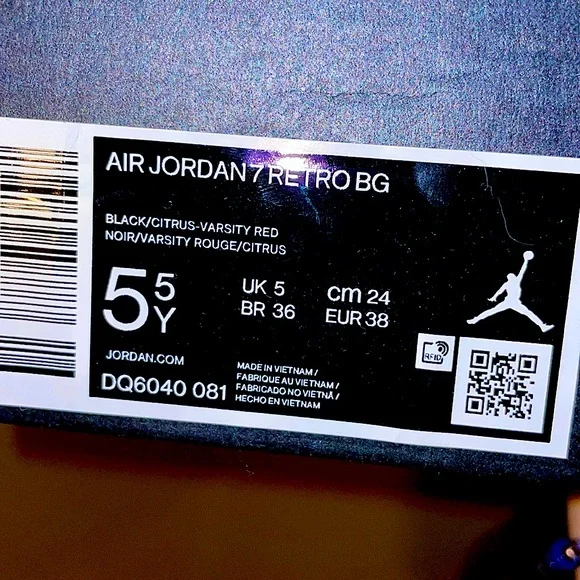 AIR JORDAN 7 RETRO BG
BLACK/CITRUS-VARSITY RED
NOIR/VARSITY ROUGE/CITRUS
5 5Y
UK 5
BR 36
cm 24
EUR 38
RFID
JORDAN.COM
DQ6040 081
MADE IN VIETNAM /
FABRIQUE AU VIETNAM /
FABRICADO NO VIETNÃ /
HECHO EN VIETNAM